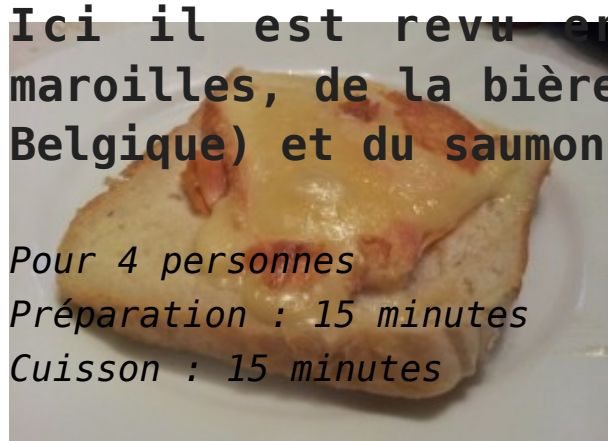 Ici il est revu
maroilles, de la bière
Belgique) et du saumon
Pour 4 personnes
Préparation : 15 minutes
Cuisson : 15 minutes